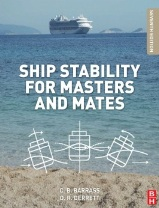 SHIP STABILITY
FOR MASTERS
AND MATES
C. B. BARRASS
D. R. DERRETT